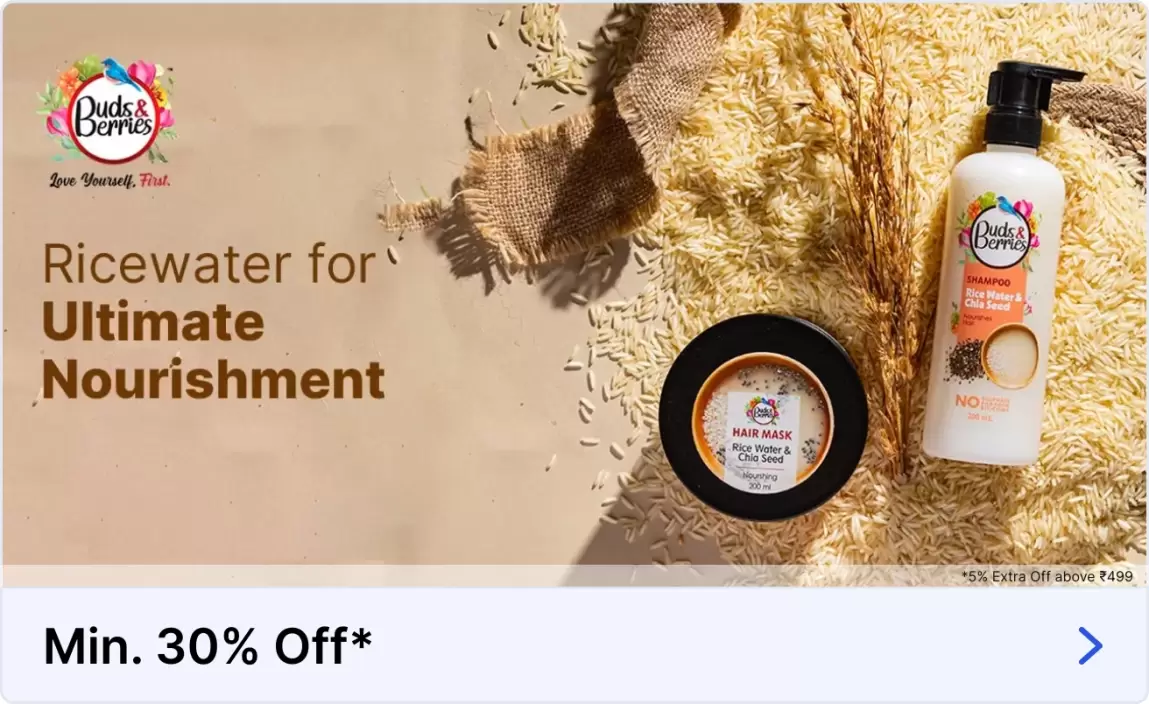 Buds &
Berries
Love Yourself, First.
Ricewater for
Ultimate
Nourishment
Buds &
Berries
SHAMPOO
Rice Water &
Chia Seed
Nourishes
Hair
NO
200 mL
Buds &
Berries
HAIR MASK
Rice Water &
Chia Seed
Nourishing
200 ml
*5% Extra Off above ₹499
Min. 30% Off*